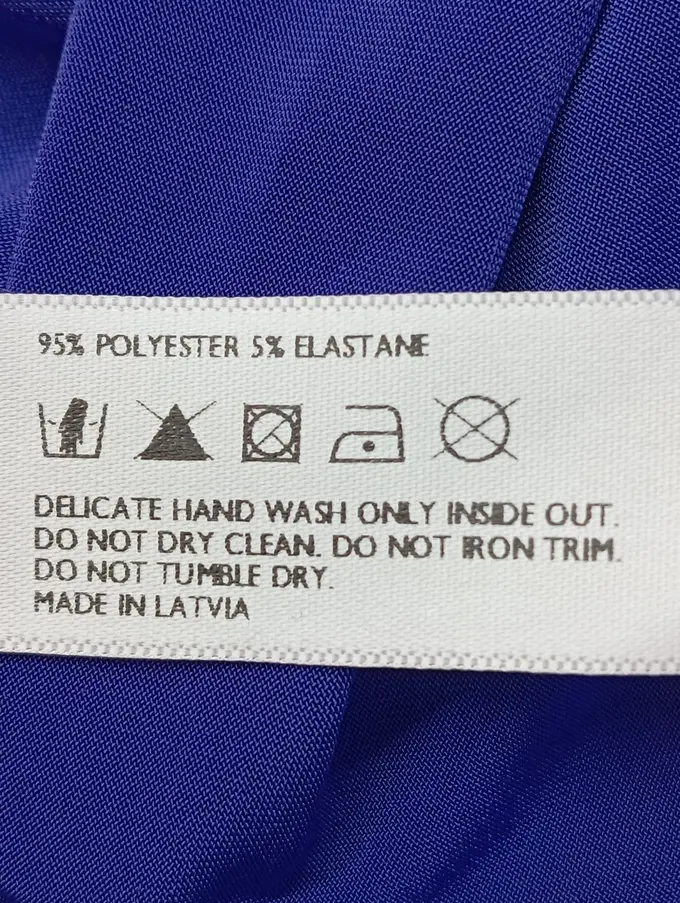 95% POLYESTER 5% ELASTANE
DELICATE HAND WASH ONLY INSIDE OUT.
DO NOT DRY CLEAN. DO NOT IRON TRIM.
DO NOT TUMBLE DRY.
MADE IN LATVIA